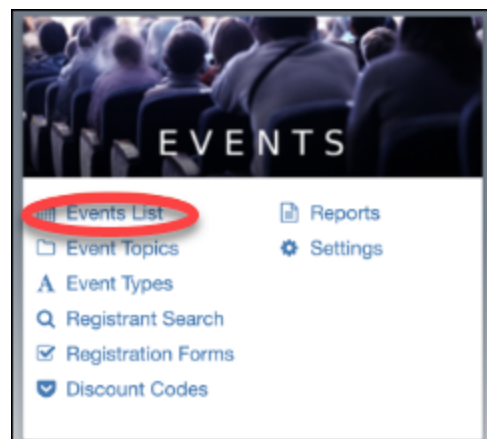 EVENTS
Events List
Event Topics
Event Types
Registrant Search
Registration Forms
Discount Codes
Reports
Settings